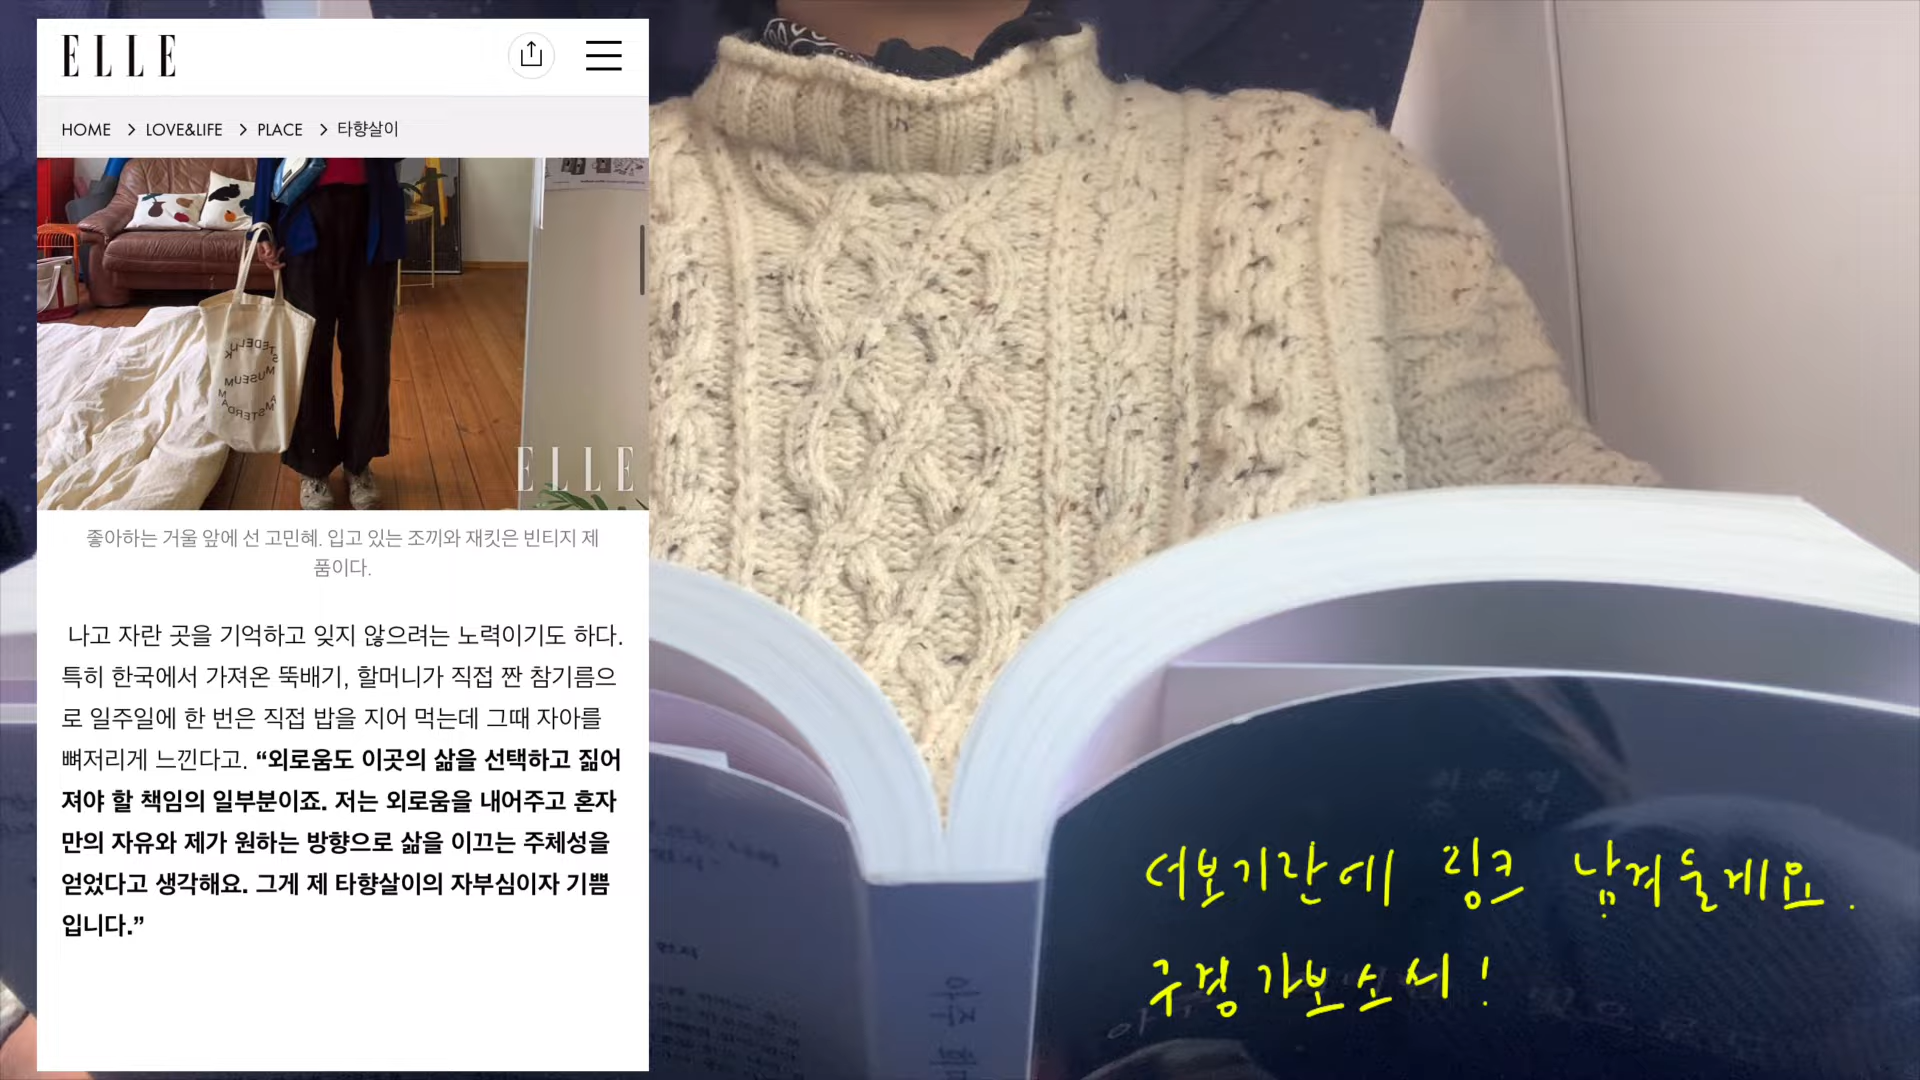 ELLE
HOME > LOVE&LIFE > PLACE > 타향살이
STEDELIJK
MUSEUM
AMSTERDAM
ELLE
좋아하는 거울 앞에 선 고민혜. 입고 있는 조끼와 재킷은 빈티지 제
품이다.
나고 자란 곳을 기억하고 잊지 않으려는 노력이기도 하다.
특히 한국에서 가져온 뚝배기, 할머니가 직접 짠 참기름으
로 일주일에 한 번은 직접 밥을 지어 먹는데 그때 자아를
뼈저리게 느낀다고. “외로움도 이곳의 삶을 선택하고 짊어
져야 할 책임의 일부분이죠. 저는 외로움을 내어주고 혼자
만의 자유와 제가 원하는 방향으로 삶을 이끄는 주체성을
얻었다고 생각해요. 그게 제 타향살이의 자부심이자 기쁨
입니다.”
더보기란에 링크 남겨둘게요.
구경 가보소서!